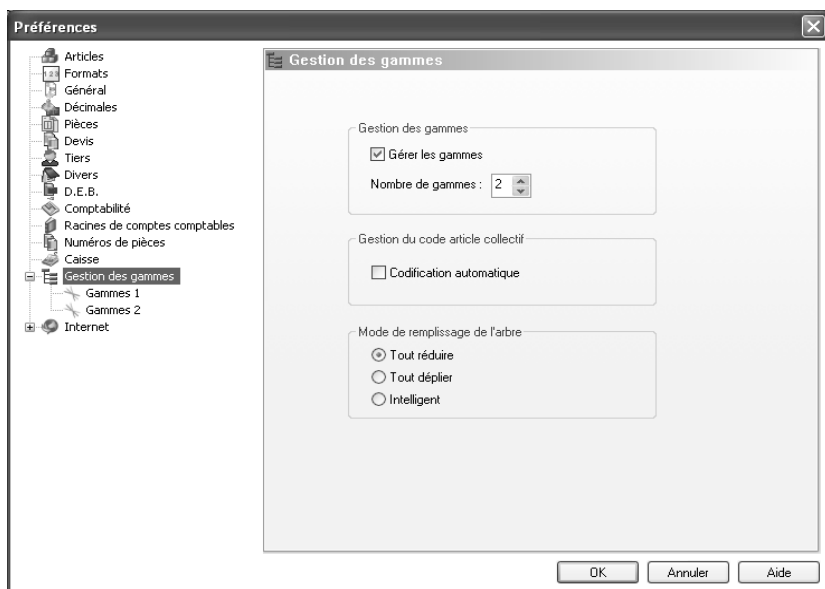 Préférences
Articles
Formats
Général
Décimales
Pièces
Devis
Tiers
Divers
D.E.B.
Comptabilité
Racines de comptes comptables
Numéros de pièces
Caisse
Gestion des gammes
Gammes 1
Gammes 2
Internet
Gestion des gammes
Gestion des gammes
Gérer les gammes
Nombre de gammes : 2
Gestion du code article collectif
Codification automatique
Mode de remplissage de l'arbre
Tout réduire
Tout déplier
Intelligent
OK Annuler Aide